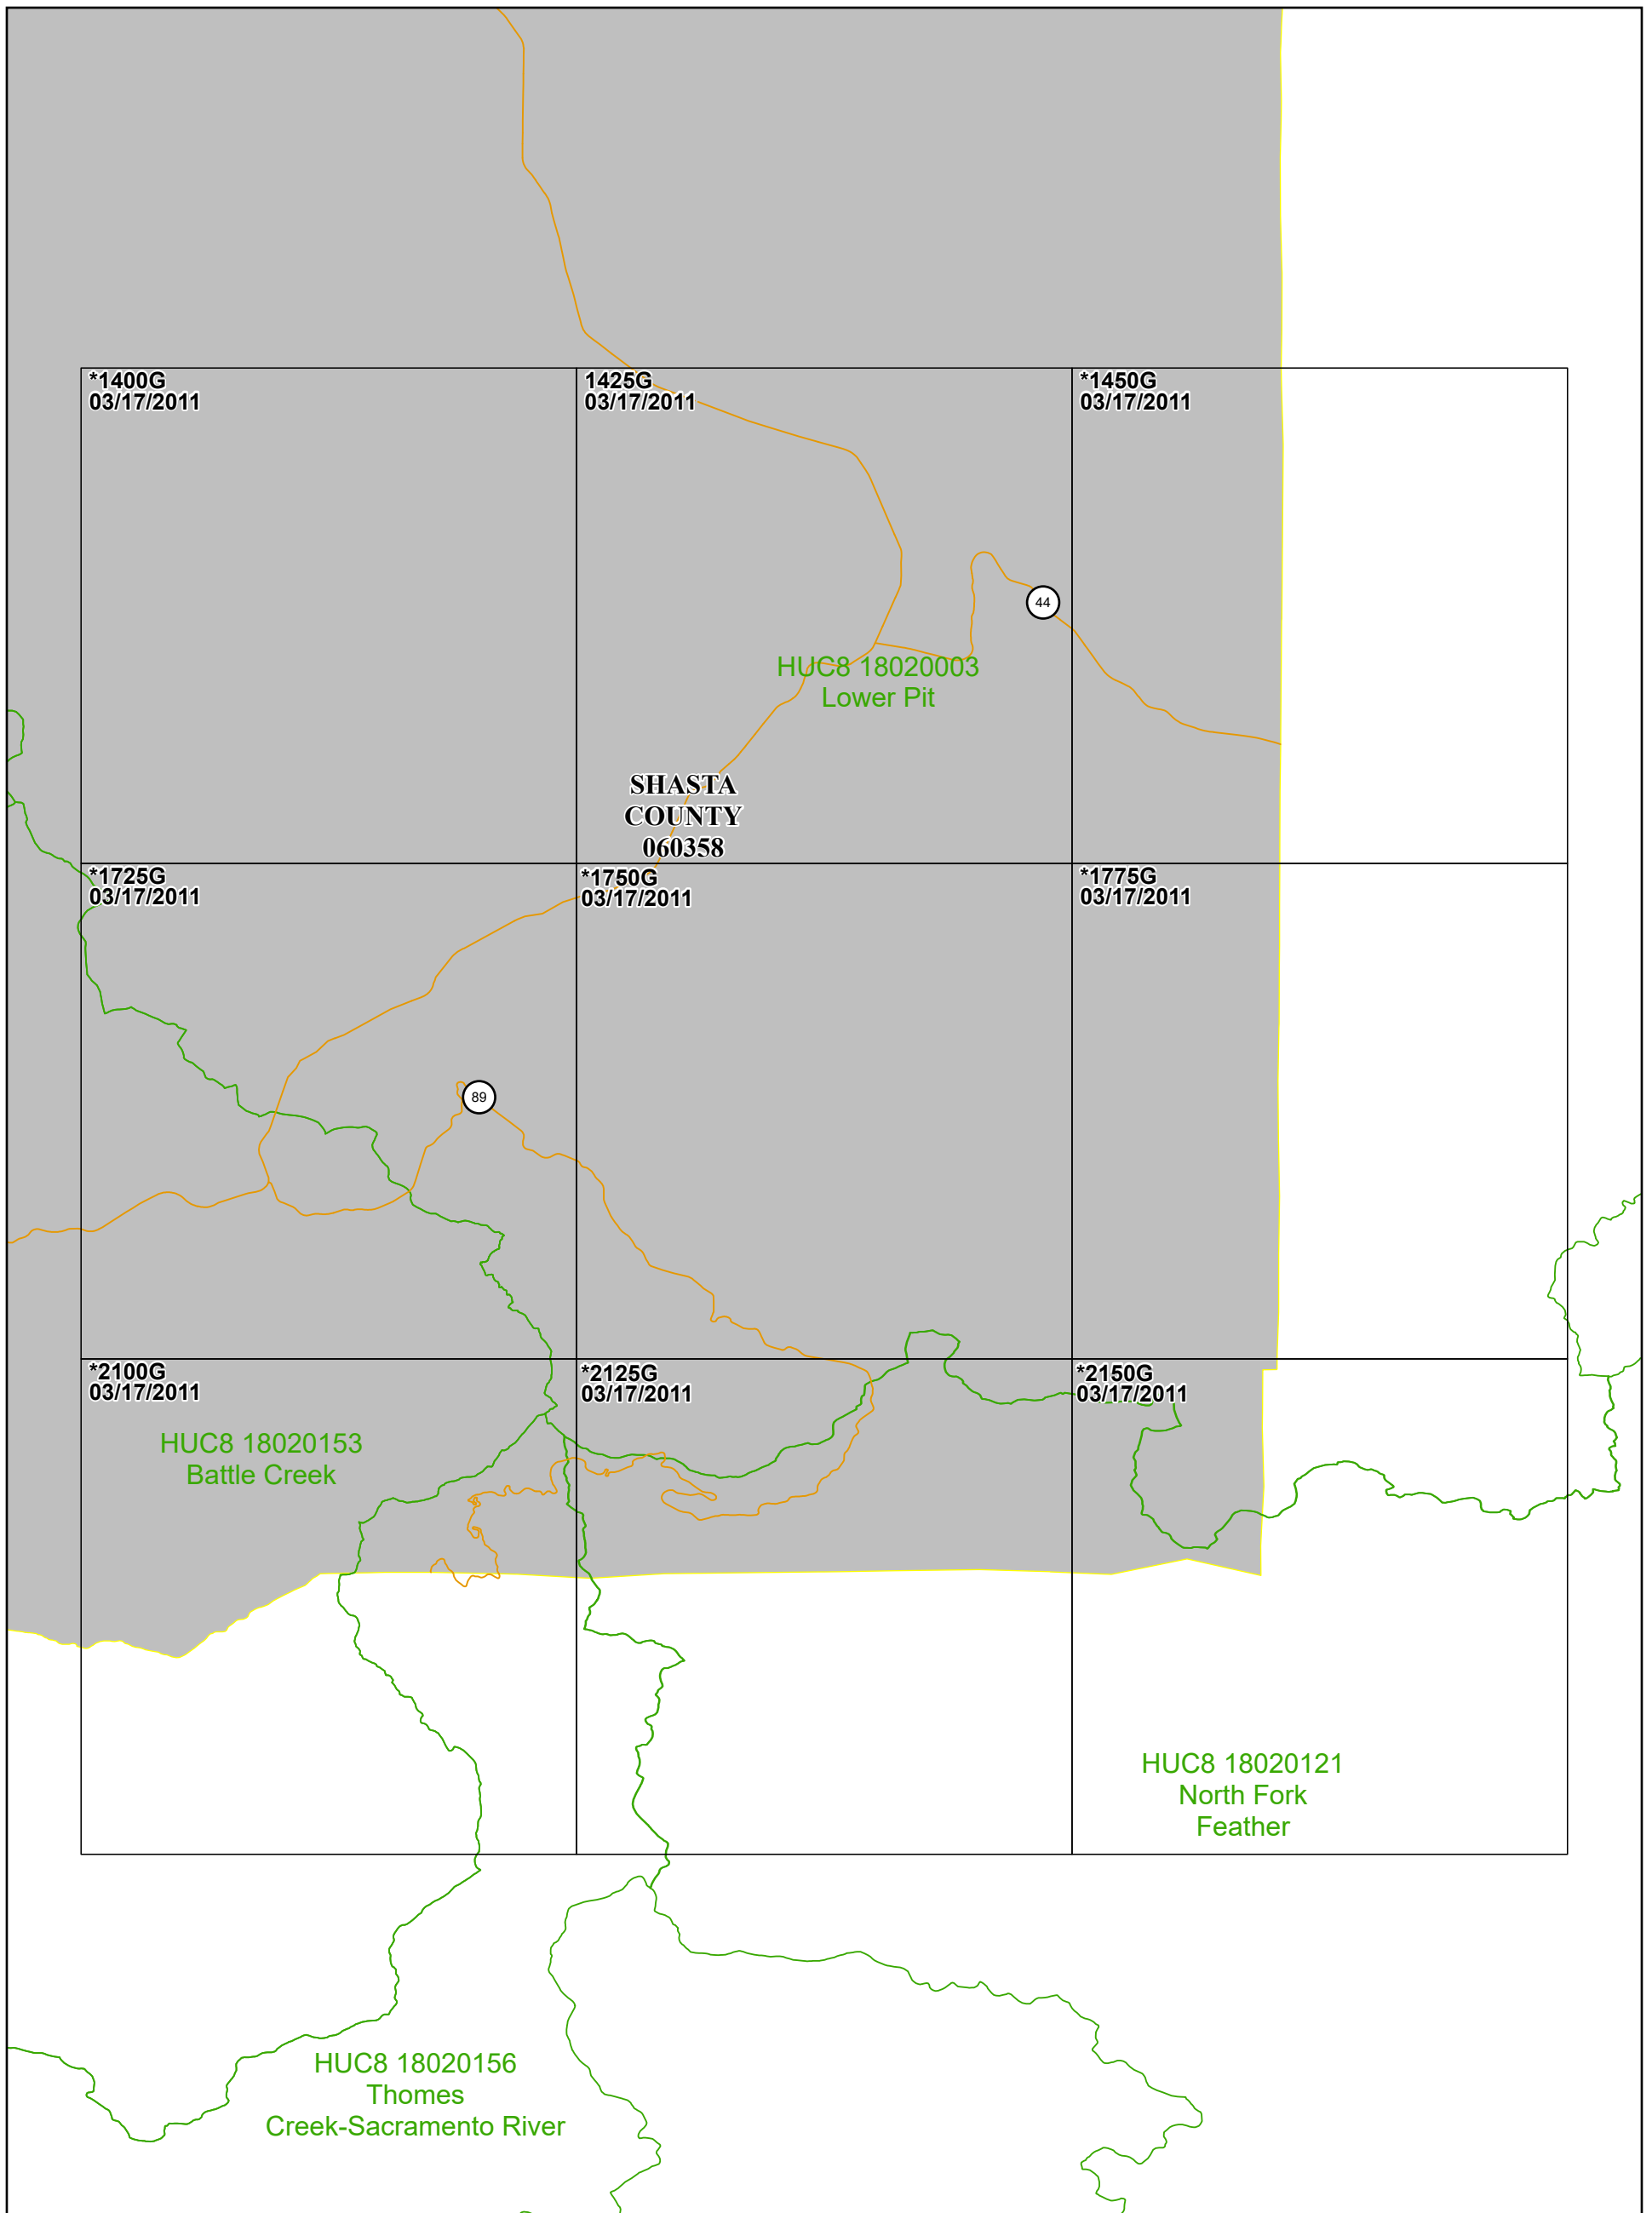 *1400G
03/17/2011
1425G
03/17/2011
*1450G
03/17/2011
44
HUC8 18020003
Lower Pit
SHASTA
COUNTY
060358
*1725G
03/17/2011
*1750G
03/17/2011
*1775G
03/17/2011
89
*2100G
03/17/2011
*2125G
03/17/2011
*2150G
03/17/2011
HUC8 18020153
Battle Creek
HUC8 18020121
North Fork
Feather
HUC8 18020156
Thomes
Creek-Sacramento River